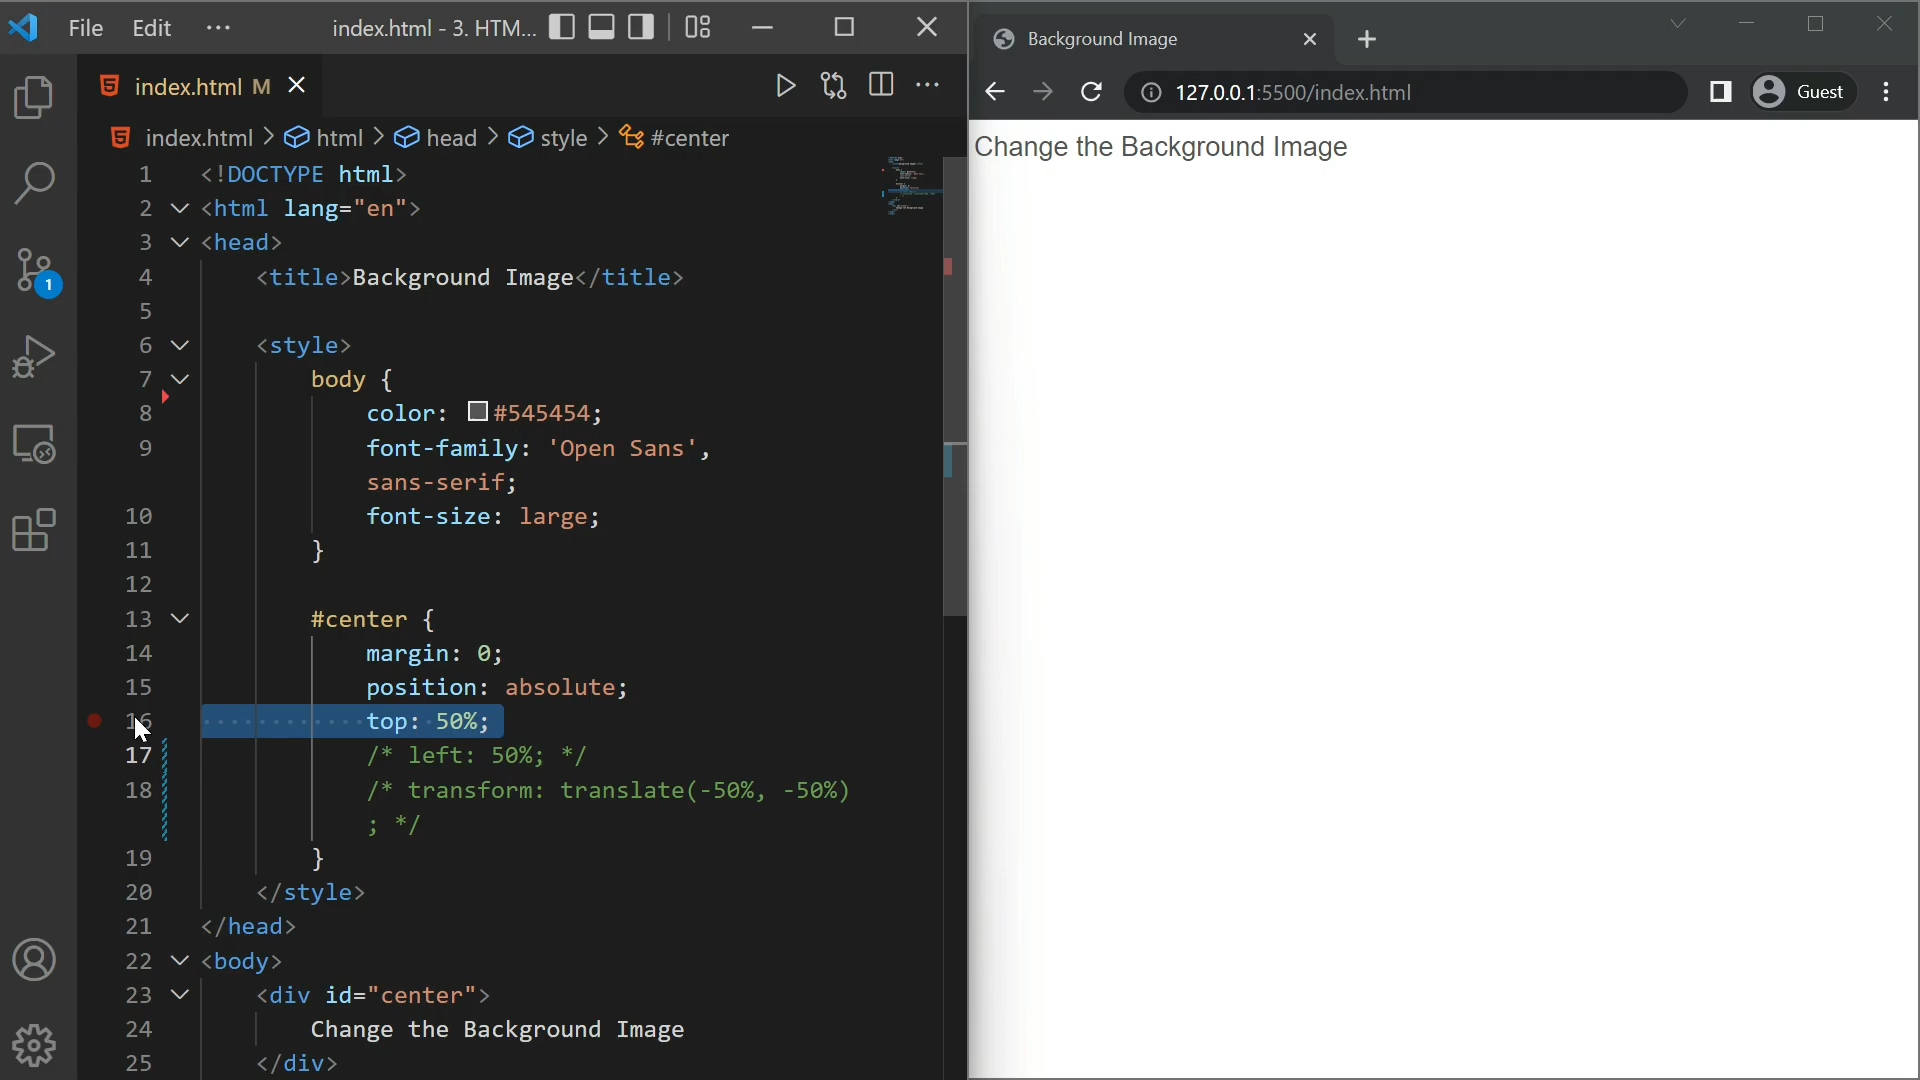 File Edit ··· index.html - 3. HTM...
index.html M
index.html > html > head > style > #center
1 <!DOCTYPE html>
2 <html lang="en">
3 <head>
4 <title>Background Image</title>
5
6 <style>
7 body {
8 color: #545454;
9 font-family: 'Open Sans',
sans-serif;
10 font-size: large;
11 }
12
13 #center {
14 margin: 0;
15 position: absolute;
16 top: 50%;
17 /* left: 50%; */
18 /* transform: translate(-50%, -50%)
; */
19 }
20 </style>
21 </head>
22 <body>
23 <div id="center">
24 Change the Background Image
25 </div>
1
Background Image
127.0.0.1:5500/index.html
Guest
Change the Background Image